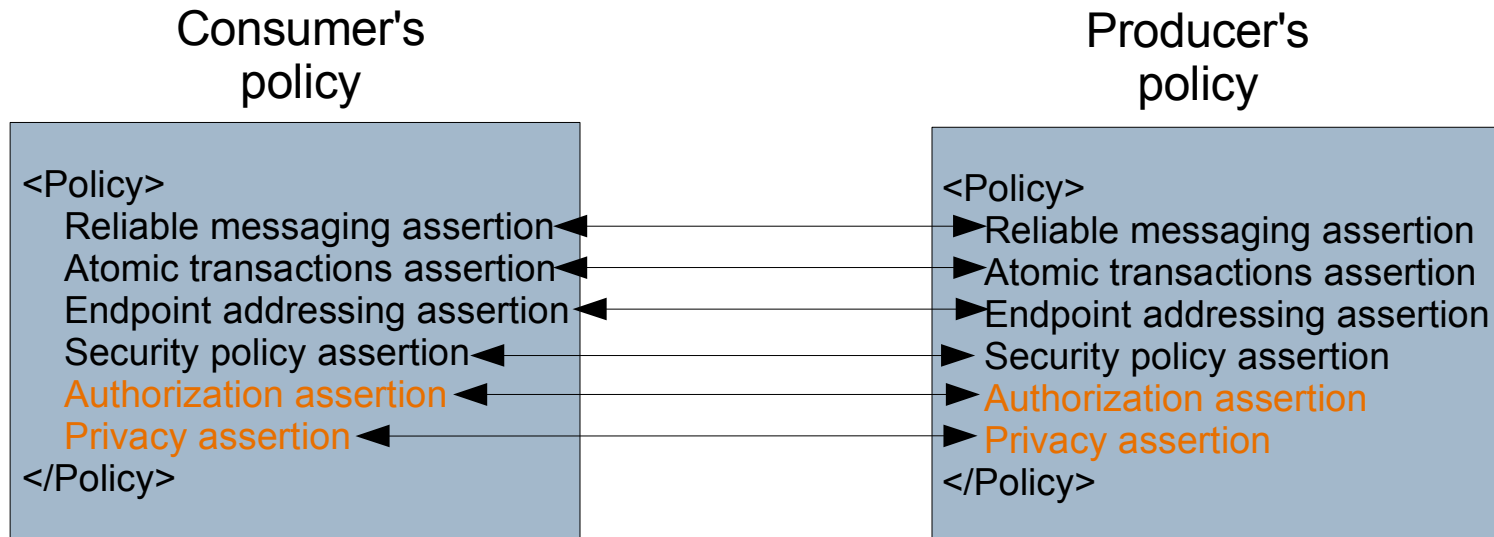 Consumer's
policy
<Policy>
Reliable messaging assertion
Atomic transactions assertion
Endpoint addressing assertion
Security policy assertion
Authorization assertion
Privacy assertion
</Policy>
Producer's
policy
<Policy>
Reliable messaging assertion
Atomic transactions assertion
Endpoint addressing assertion
Security policy assertion
Authorization assertion
Privacy assertion
</Policy>